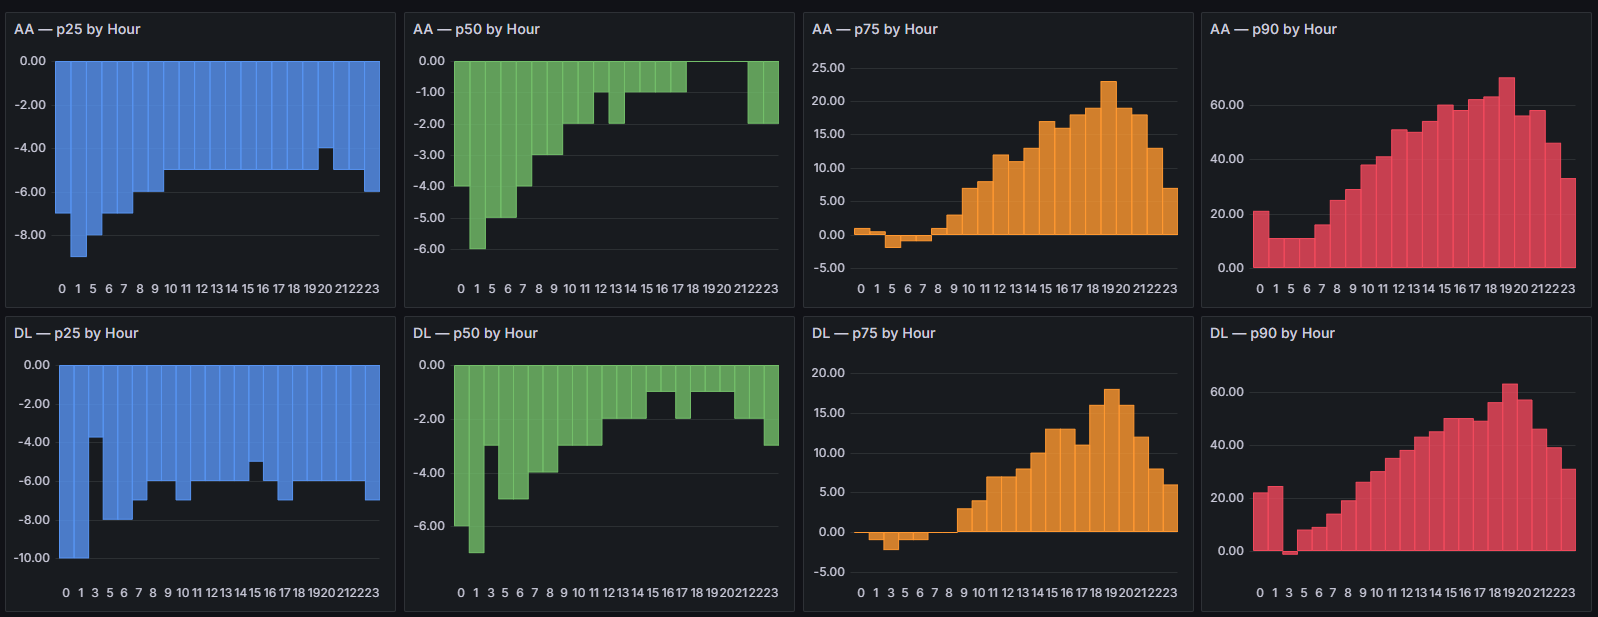 AA — p25 by Hour
0.00
-2.00
-4.00
-6.00
-8.00
0 1 5 6 7 8 9 10 11 12 13 14 15 16 17 18 19 20 21 22 23
AA — p50 by Hour
0.00
-1.00
-2.00
-3.00
-4.00
-5.00
-6.00
0 1 5 6 7 8 9 10 11 12 13 14 15 16 17 18 19 20 21 22 23
AA — p75 by Hour
25.00
20.00
15.00
10.00
5.00
0.00
-5.00
0 1 5 6 7 8 9 10 11 12 13 14 15 16 17 18 19 20 21 22 23
AA — p90 by Hour
60.00
40.00
20.00
0.00
0 1 5 6 7 8 9 10 11 12 13 14 15 16 17 18 19 20 21 22 23
DL — p25 by Hour
0.00
-2.00
-4.00
-6.00
-8.00
-10.00
0 1 3 5 6 7 8 9 10 11 12 13 14 15 16 17 18 19 20 21 22 23
DL — p50 by Hour
0.00
-2.00
-4.00
-6.00
0 1 3 5 6 7 8 9 10 11 12 13 14 15 16 17 18 19 20 21 22 23
DL — p75 by Hour
20.00
15.00
10.00
5.00
0.00
-5.00
0 1 3 5 6 7 8 9 10 11 12 13 14 15 16 17 18 19 20 21 22 23
DL — p90 by Hour
60.00
40.00
20.00
0.00
0 1 3 5 6 7 8 9 10 11 12 13 14 15 16 17 18 19 20 21 22 23